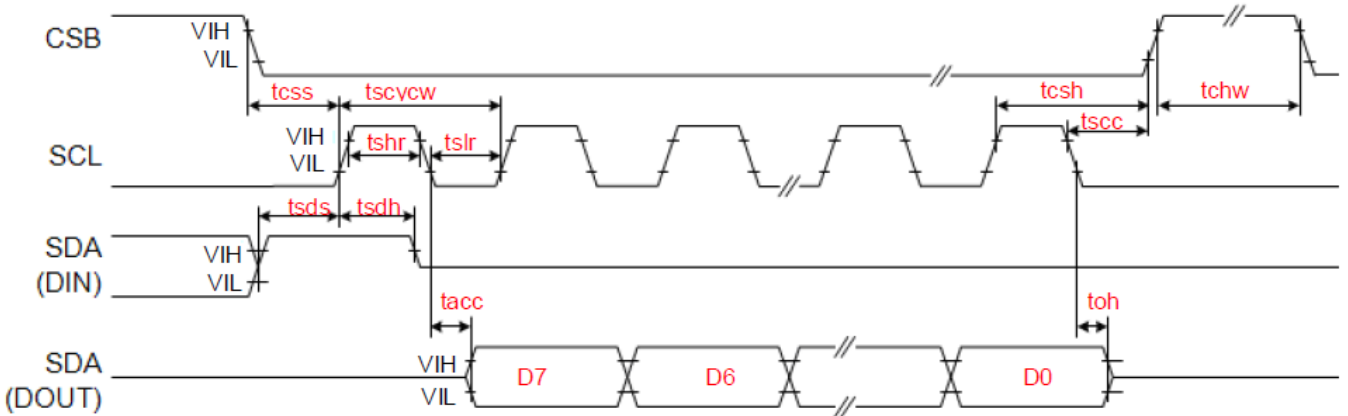 CSB VIH
VIL
tcss tscycw tcsh tchw
tscc
SCL VIH tshr tslr
VIL
tsds tsdh
SDA
(DIN) VIH
VIL
tacc toh
SDA
(DOUT) VIH D7 D6 D0
VIL